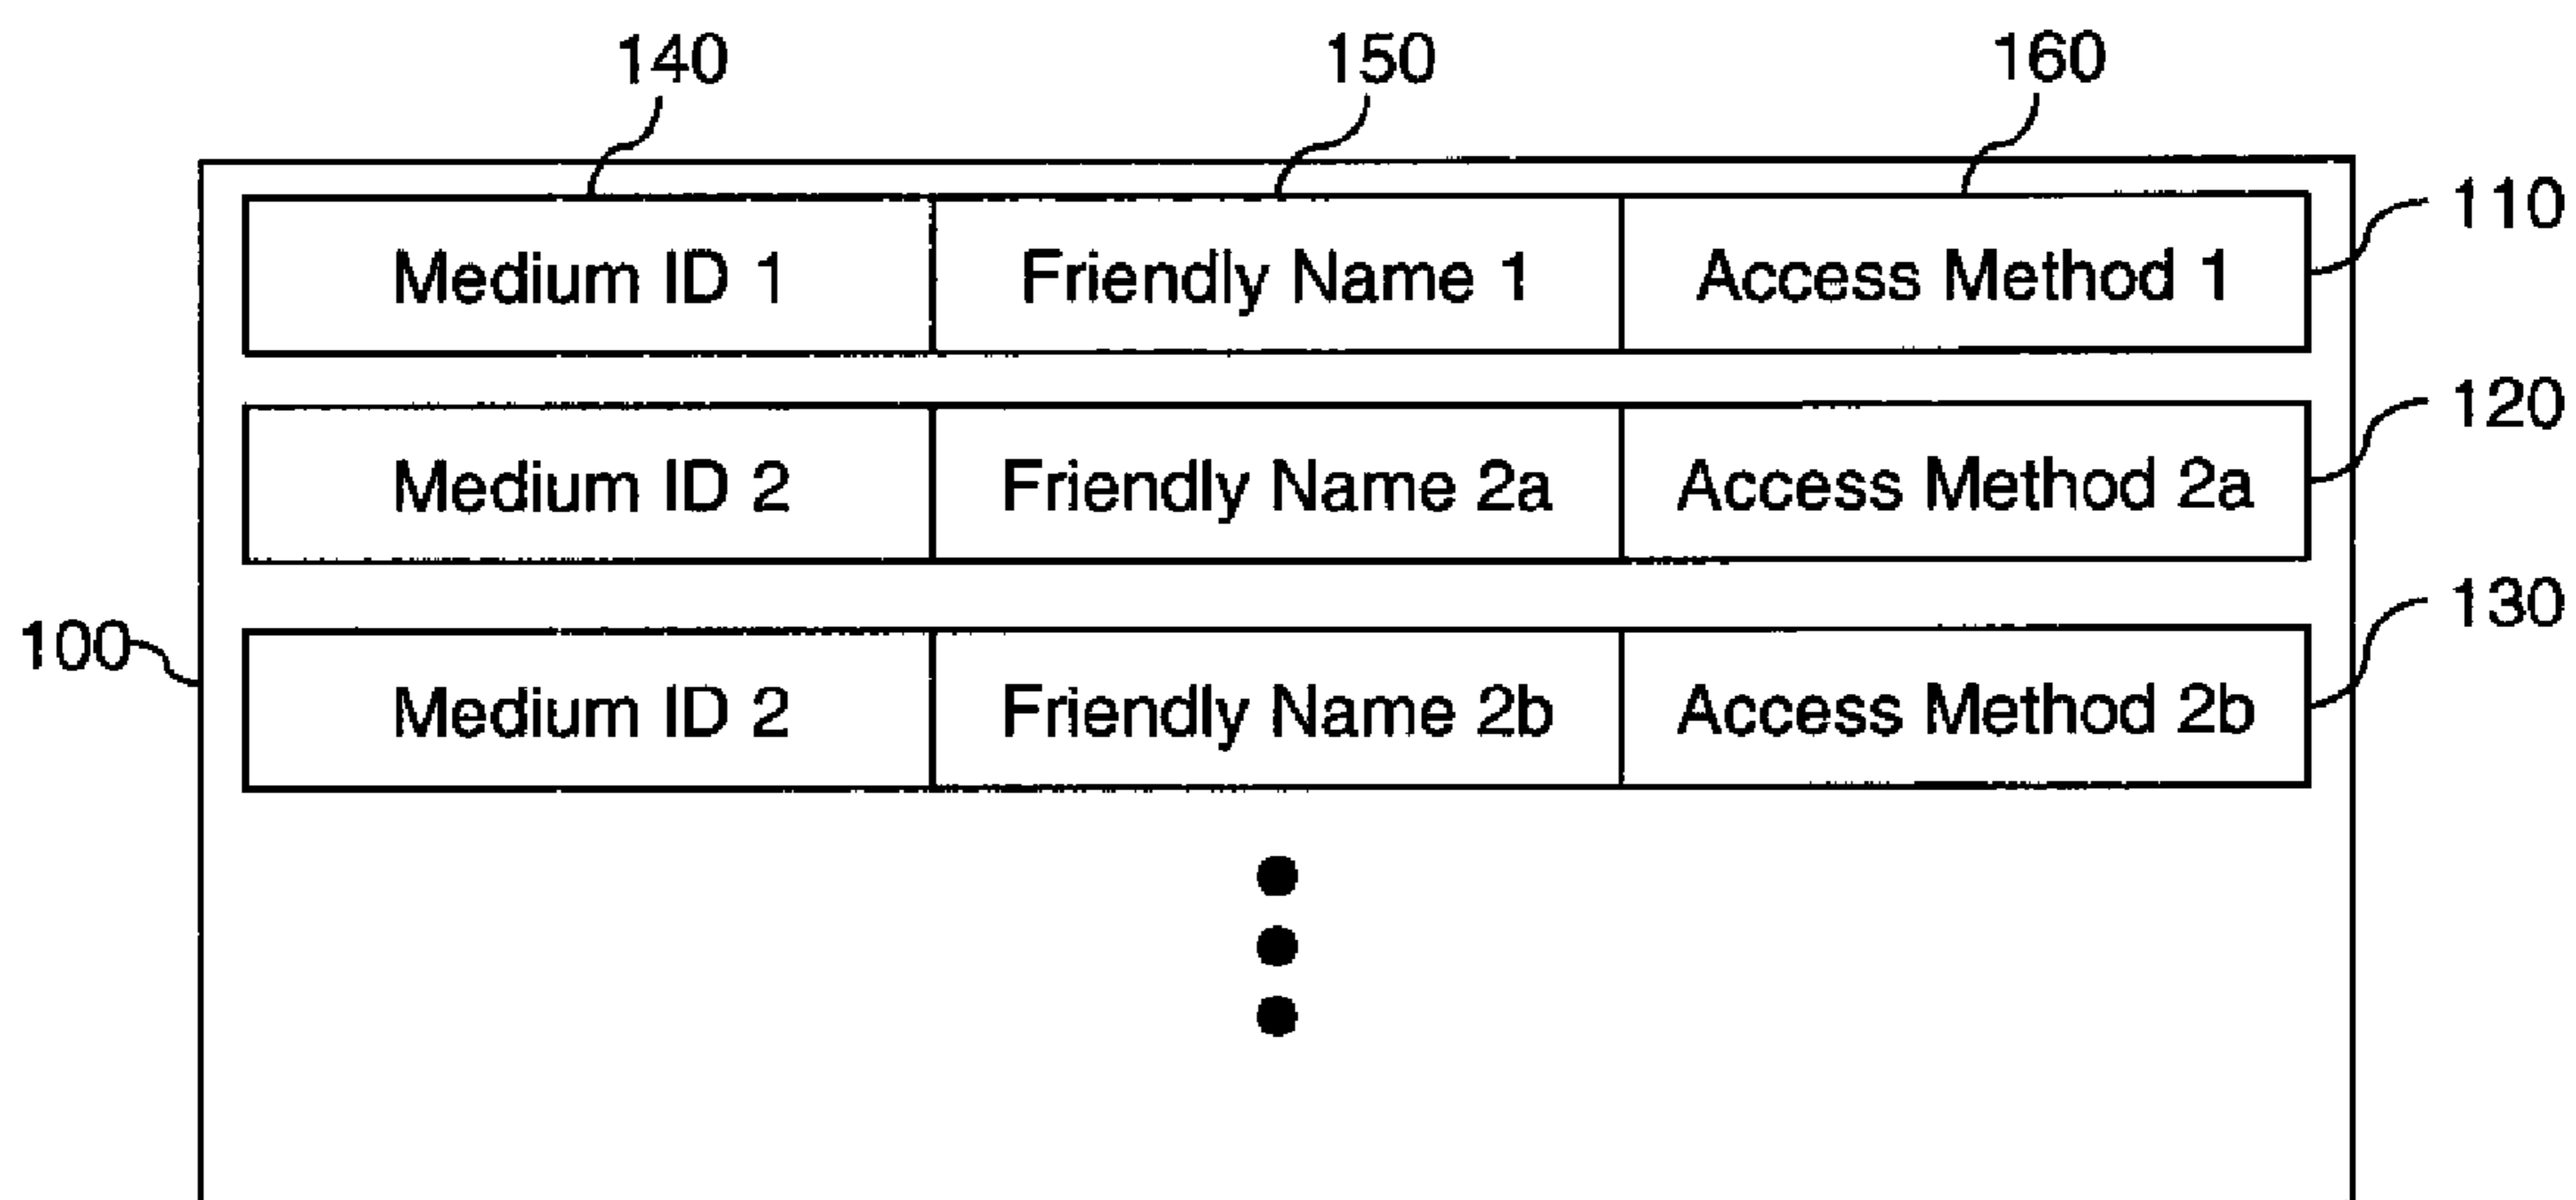 140 150 160
110
Medium ID 1 Friendly Name 1 Access Method 1
120
Medium ID 2 Friendly Name 2a Access Method 2a
130
100
Medium ID 2 Friendly Name 2b Access Method 2b